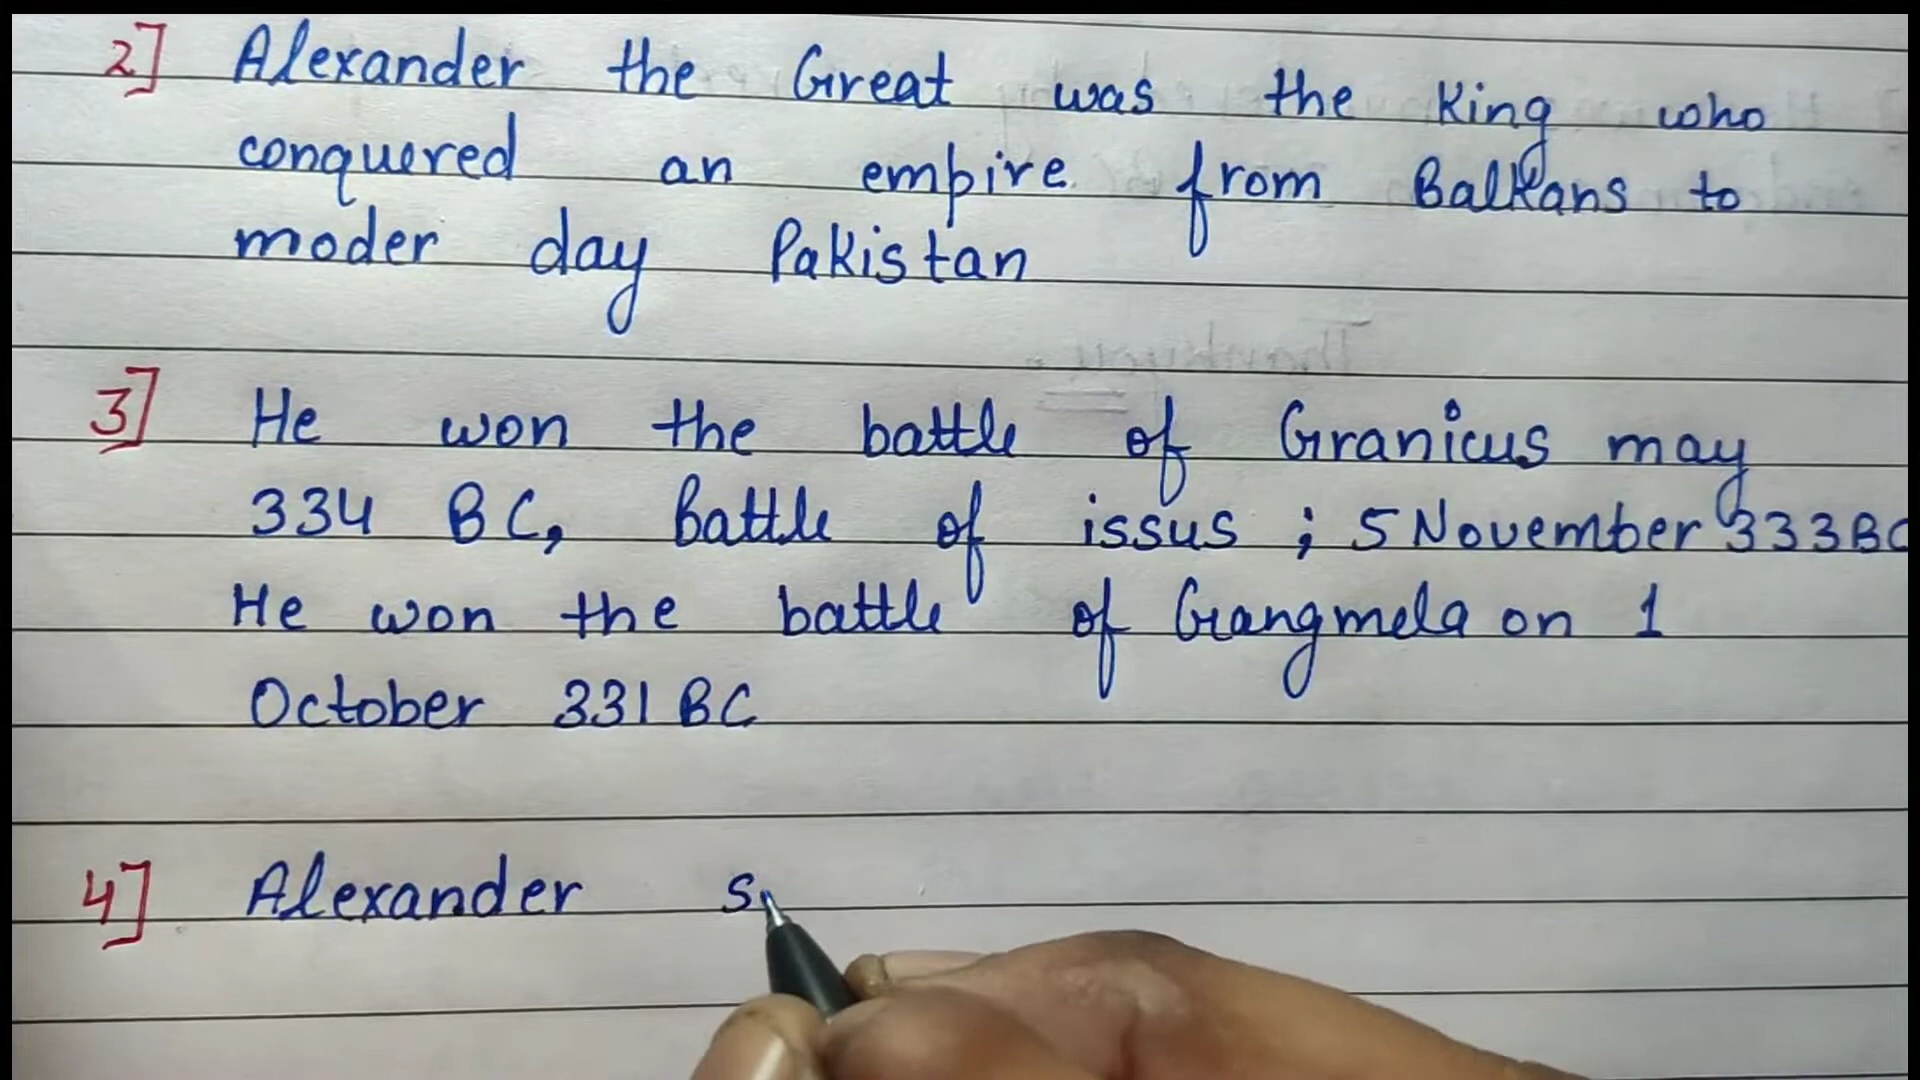 2] Alexander the Great was the King who
conquered an empire from Balkans to
moder day Pakistan
3] He won the battle of Granicus may
334 BC, Battle of issus ; 5 November 333BC
He won the battle of Gangmela on 1
October 331 BC
4] Alexander s